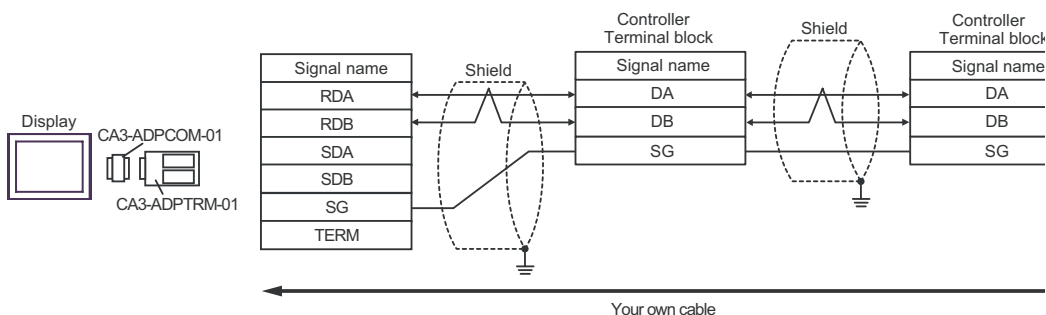 Display
CA3-ADPCOM-01
CA3-ADPTRM-01
Signal name
RDA
RDB
SDA
SDB
SG
TERM
Shield
Controller
Terminal block
Signal name
DA
DB
SG
Shield
Controller
Terminal block
Signal name
DA
DB
SG
Your own cable